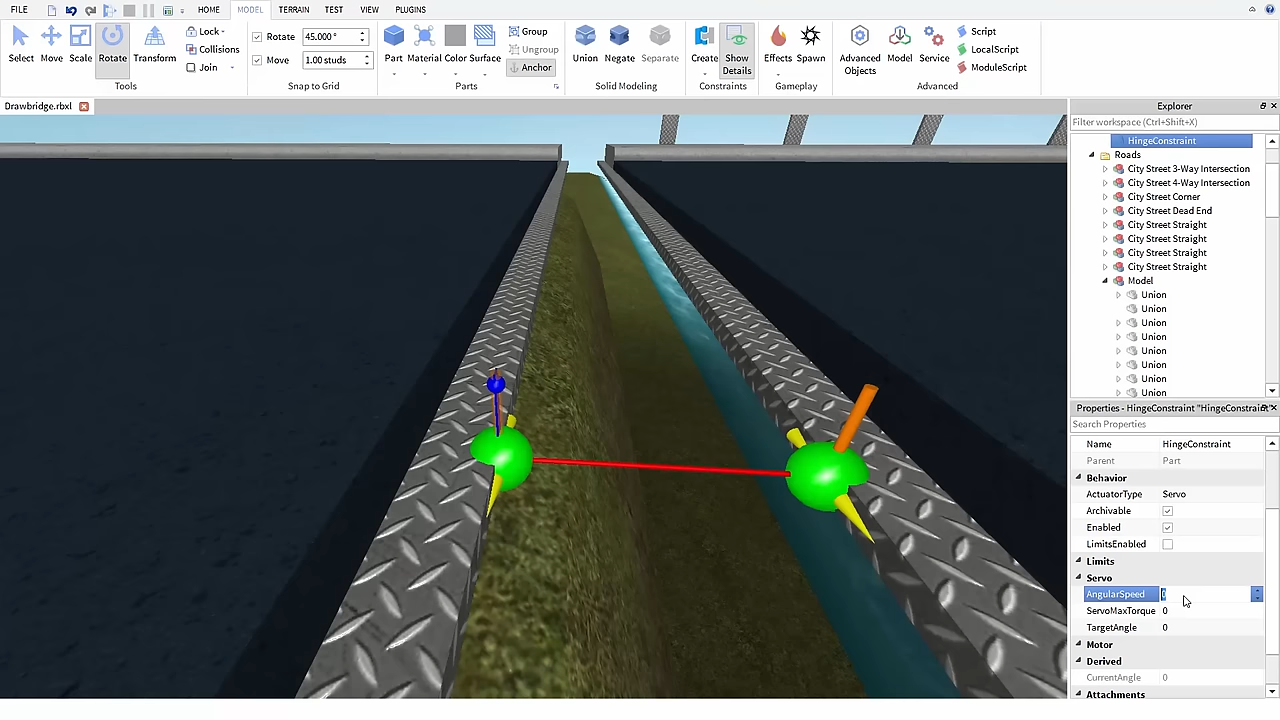 FILE HOME MODEL TERRAIN TEST VIEW PLUGINS
Select Move Scale Rotate Transform
Lock
Collisions
Join
Tools
Rotate 45.000 °
Move 1.00 studs
Snap to Grid
Part Material Color Surface
Group
Ungroup
Anchor
Parts
Union Negate Separate
Solid Modeling
Create Show Details
Constraints
Effects Spawn
Gameplay
Advanced Objects Model Service
Script
LocalScript
ModuleScript
Advanced
Drawbridge.rbxl
Explorer
Filter workspace (Ctrl+Shift+X)
HingeConstraint
Roads
City Street 3-Way Intersection
City Street 4-Way Intersection
City Street Corner
City Street Dead End
City Street Straight
City Street Straight
City Street Straight
City Street Straight
Model
Union
Union
Union
Union
Union
Union
Union
Union
Properties - HingeConstraint "HingeConstrai
Search Properties
Name HingeConstraint
Parent Part
Behavior
ActuatorType Servo
Archivable
Enabled
LimitsEnabled
Limits
Servo
AngularSpeed 0
ServoMaxTorque 0
TargetAngle 0
Motor
Derived
CurrentAngle 0
Attachments